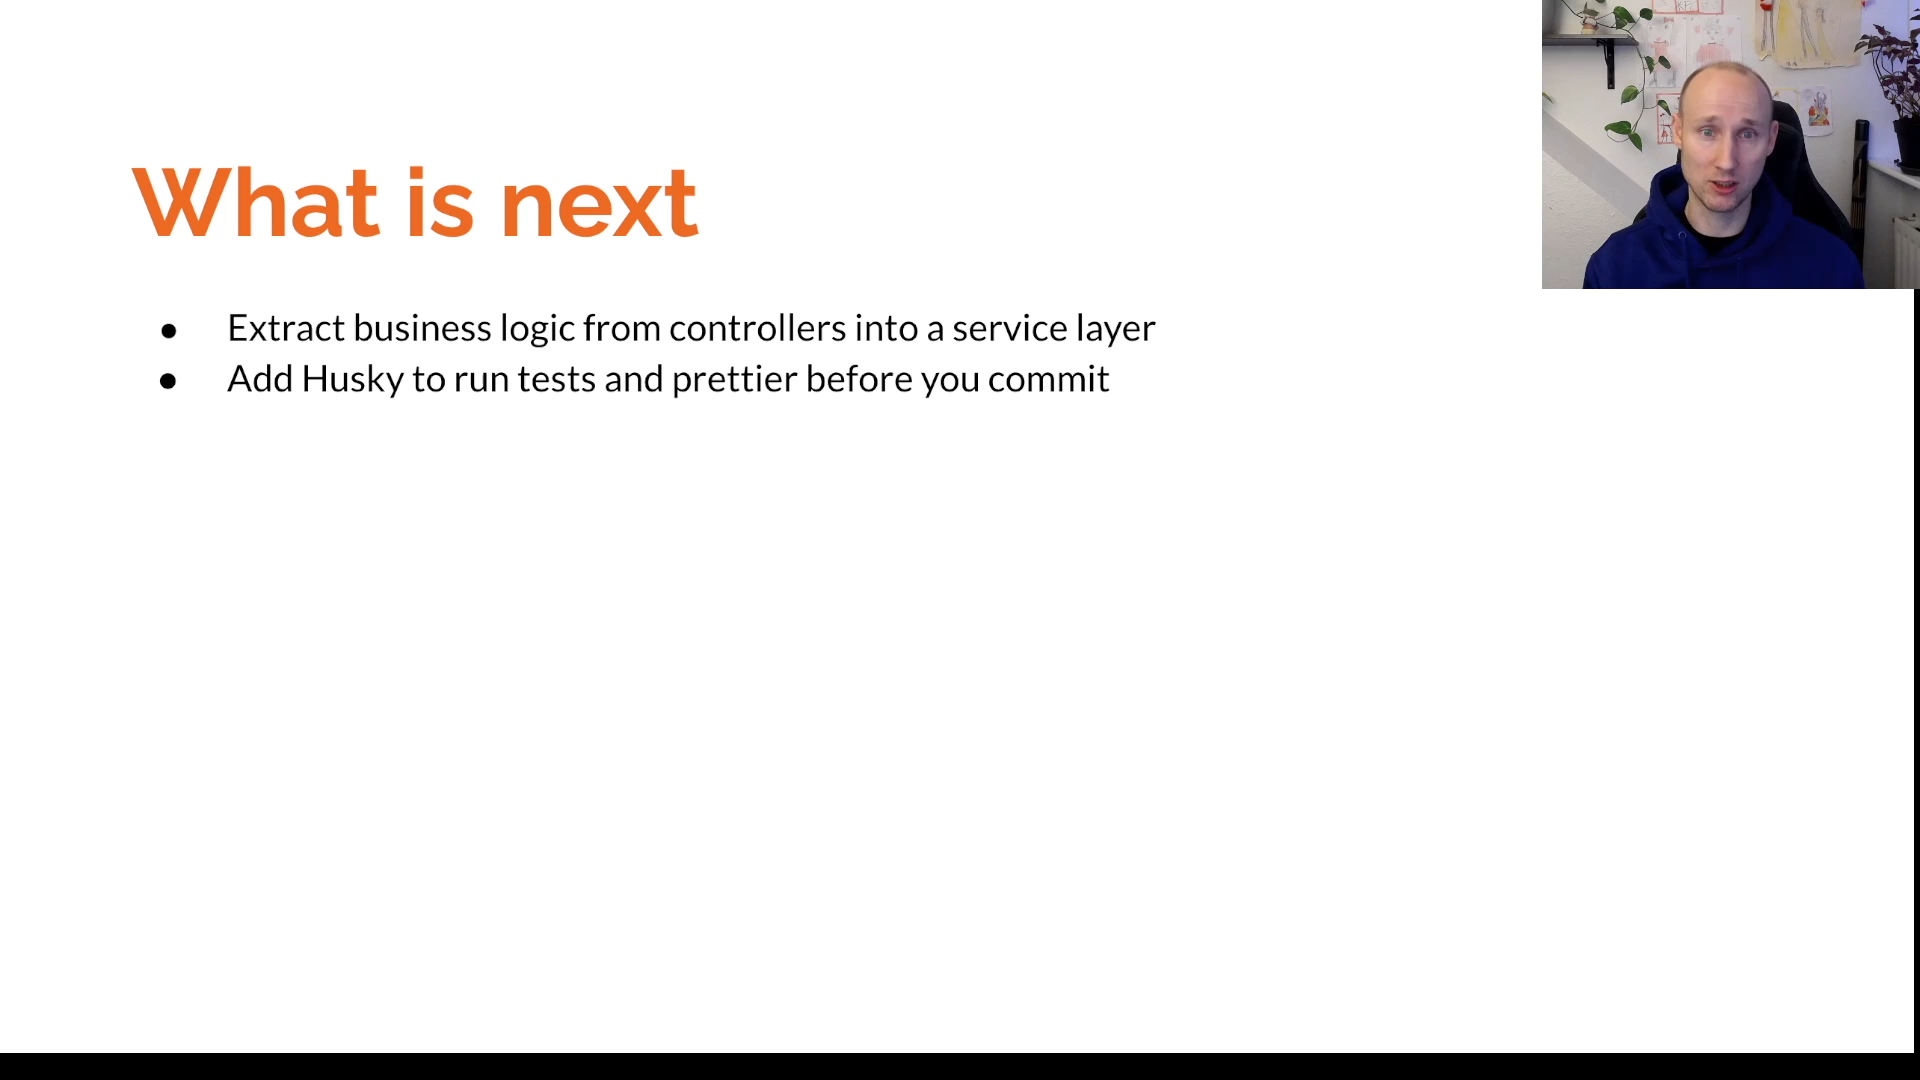 What is next
● Extract business logic from controllers into a service layer
● Add Husky to run tests and prettier before you commit